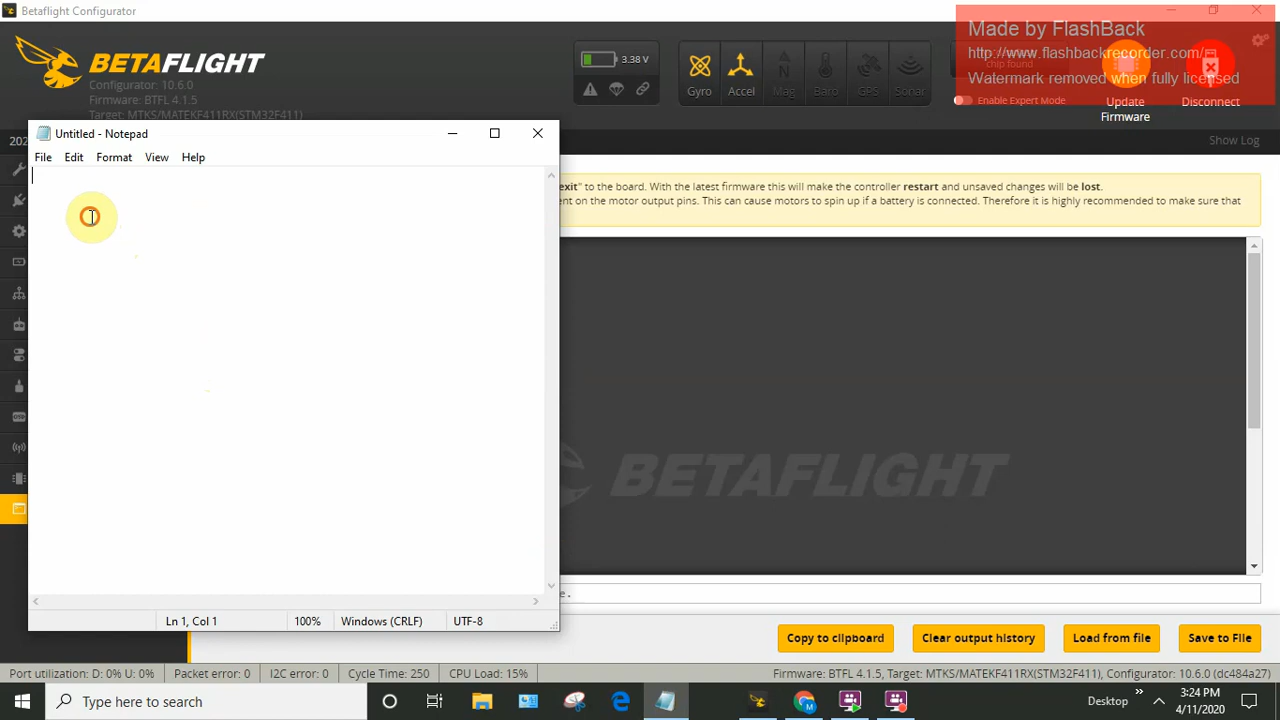 Betaflight Configurator
Made by FlashBack
http://www.flashbackrecorder.com/
Watermark removed when fully licensed
BETAFLIGHT
Configurator: 10.6.0
Firmware: BTFL 4.1.5
Target: MTKS/MATEKF411RX(STM32F411)
3.38 V
Gyro
Accel
Mag
Baro
GPS
Sonar
chip found
Enable Expert Mode
Update
Firmware
Disconnect
202
Show Log
Untitled - Notepad
File Edit Format View Help
exit" to the board. With the latest firmware this will make the controller restart and unsaved changes will be lost.
ent on the motor output pins. This can cause motors to spin up if a battery is connected. Therefore it is highly recommended to make sure that
BETAFLIGHT
e.
Ln 1, Col 1
100%
Windows (CRLF)
UTF-8
Copy to clipboard
Clear output history
Load from file
Save to File
Port utilization: D: 0% U: 0%
Packet error: 0
I2C error: 0
Cycle Time: 250
CPU Load: 15%
Firmware: BTFL 4.1.5, Target: MTKS/MATEKF411RX(STM32F411), Configurator: 10.6.0 (dc484a27)
Type here to search
Desktop
3:24 PM
4/11/2020